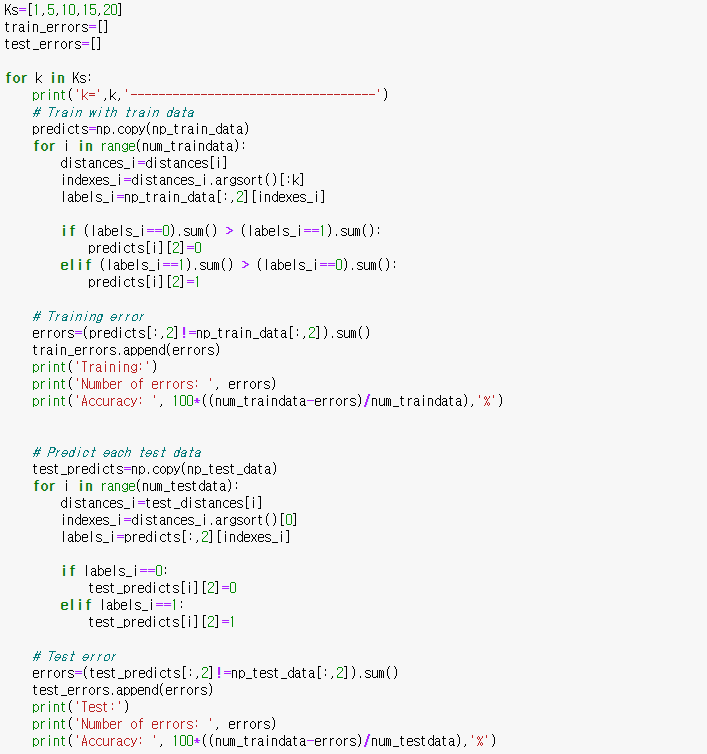 Ks=[1,5,10,15,20]
train_errors=[]
test_errors=[]
for k in Ks:
    print('k=',k,'-----------------------------------')
    # Train with train data
    predicts=np.copy(np_train_data)
    for i in range(num_traindata):
        distances_i=distances[i]
        indexes_i=distances_i.argsort()[:k]
        labels_i=np_train_data[:,2][indexes_i]
        if (labels_i==0).sum() > (labels_i==1).sum():
            predicts[i][2]=0
        elif (labels_i==1).sum() > (labels_i==0).sum():
            predicts[i][2]=1
    # Training error
    errors=(predicts[:,2]!=np_train_data[:,2]).sum()
    train_errors.append(errors)
    print('Training:')
    print('Number of errors: ', errors)
    print('Accuracy: ', 100*((num_traindata-errors)/num_traindata),'%')
    # Predict each test data
    test_predicts=np.copy(np_test_data)
    for i in range(num_testdata):
        distances_i=test_distances[i]
        indexes_i=distances_i.argsort()[0]
        labels_i=predicts[:,2][indexes_i]
        if labels_i==0:
            test_predicts[i][2]=0
        elif labels_i==1:
            test_predicts[i][2]=1
    # Test error
    errors=(test_predicts[:,2]!=np_test_data[:,2]).sum()
    test_errors.append(errors)
    print('Test:')
    print('Number of errors: ', errors)
    print('Accuracy: ', 100*((num_traindata-errors)/num_testdata),'%')